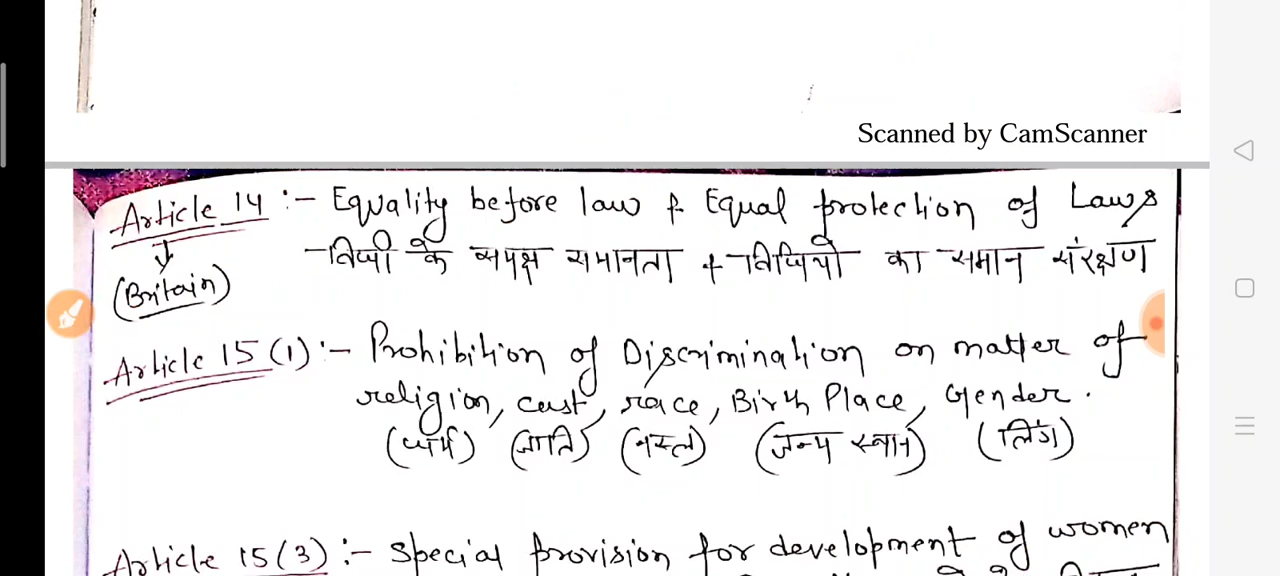 Scanned by CamScanner
Article 14 :- Equality before law & Equal protection of Laws
विधी के समक्ष समानता + विधियों का समान संरक्षण
(Britain)
Article 15 (1) :- Prohibition of Discrimination on matter of
religion, cast, race, Birth Place, Gender.
(धर्म) (जाति) (नस्ल) (जन्म स्थान) (लिंग)
Article 15 (3) :- Special provision for development of women